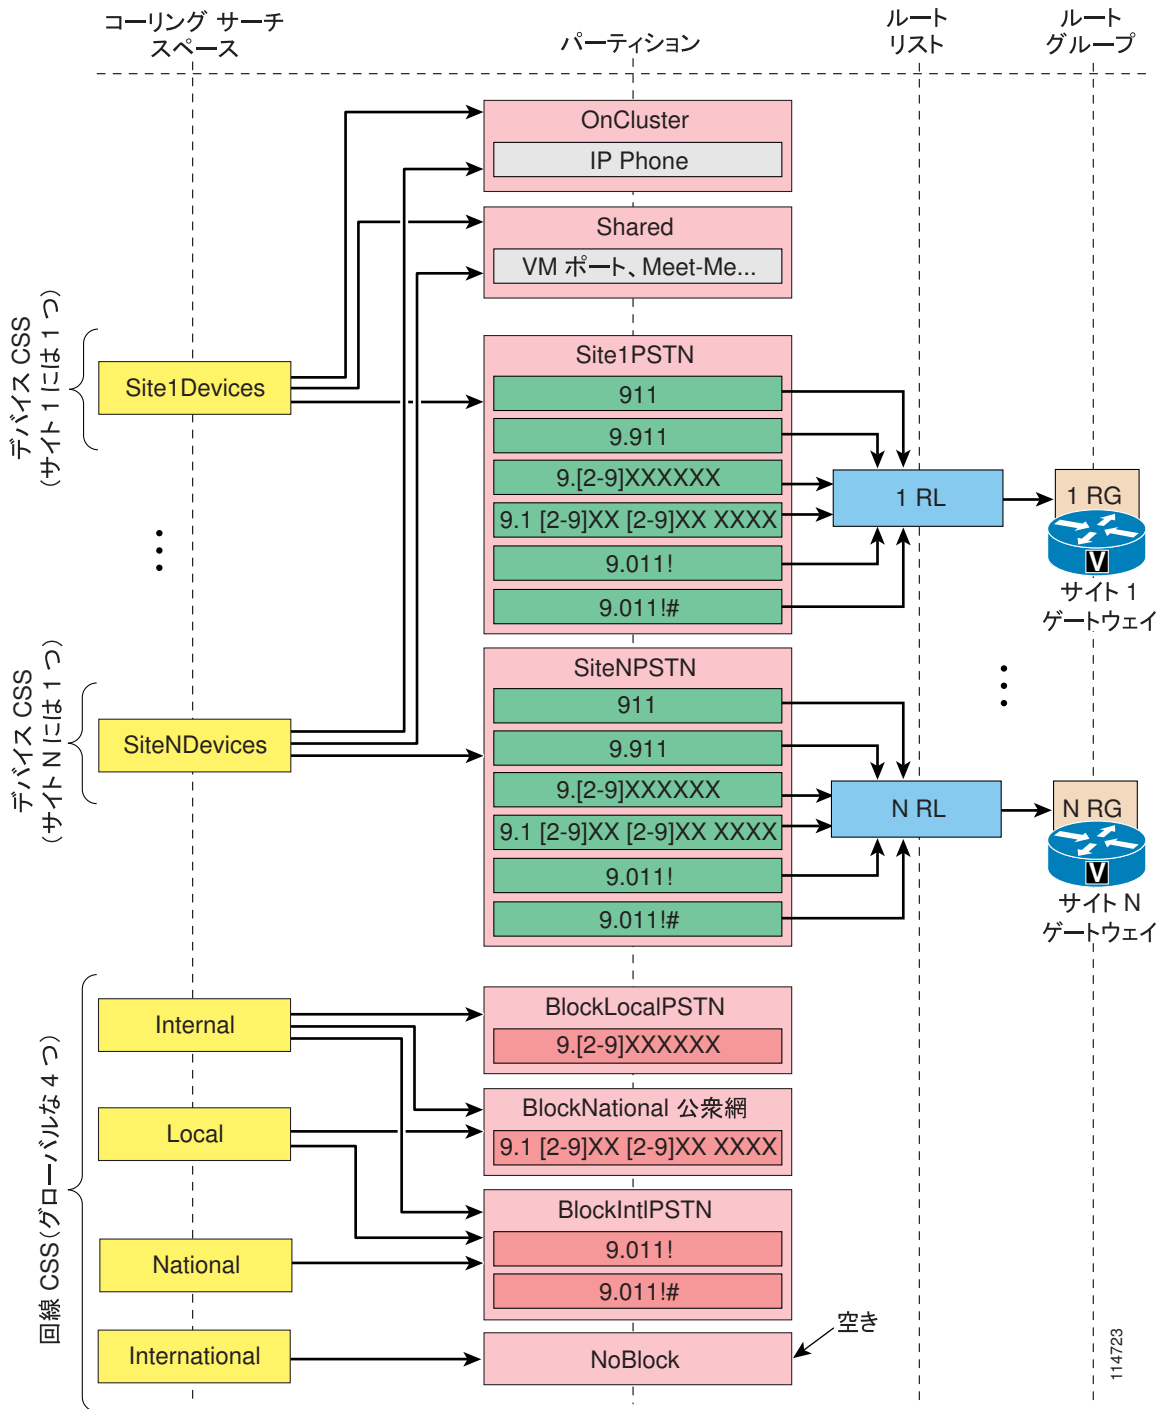 コーリング サーチ
スペース
パーティション
ルート
リスト
ルート
グループ
OnCluster
IP Phone
Shared
VM ポート、Meet-Me...
デバイス CSS
(サイト 1 には 1 つ)
Site1Devices
Site1PSTN
911
9.911
9.[2-9]XXXXXX
9.1 [2-9]XX [2-9]XX XXXX
9.011!
9.011!#
1 RL
1 RG
V
サイト 1
ゲートウェイ
デバイス CSS
(サイト N には 1 つ)
SiteNDevices
SiteNPSTN
911
9.911
9.[2-9]XXXXXX
9.1 [2-9]XX [2-9]XX XXXX
9.011!
9.011!#
N RL
N RG
V
サイト N
ゲートウェイ
回線 CSS(グローバルな 4 つ)
Internal
BlockLocalPSTN
9.[2-9]XXXXXX
Local
BlockNational 公衆網
9.1 [2-9]XX [2-9]XX XXXX
National
BlockIntlPSTN
9.011!
9.011!#
International
NoBlock
空き
114723